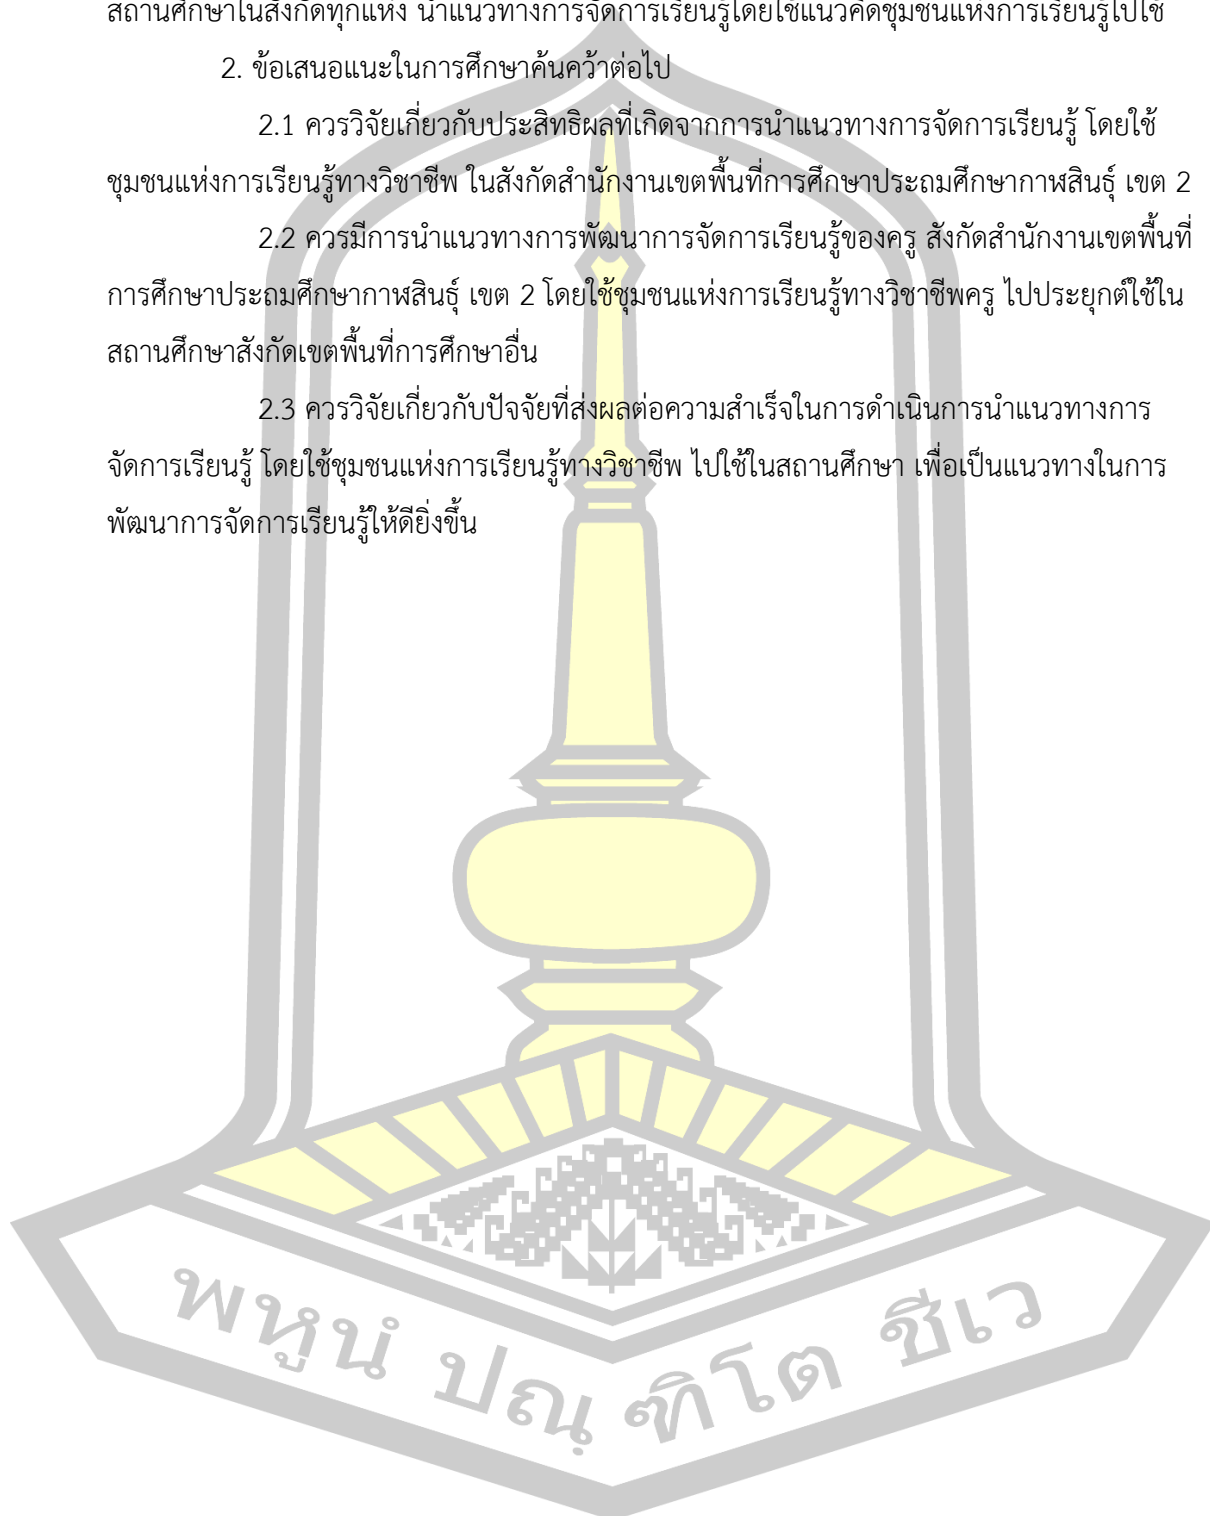 สถานศึกษาในสังกัดทุกแห่ง นำแนวทางการจัดการเรียนรู้โดยใช้แนวคิดชุมชนแห่งการเรียนรู้ไปใช้
2. ข้อเสนอแนะในการศึกษาค้นคว้าต่อไป
2.1 ควรวิจัยเกี่ยวกับประสิทธิผลที่เกิดจากการนำแนวทางการจัดการเรียนรู้ โดยใช้
ชุมชนแห่งการเรียนรู้ทางวิชาชีพ ในสังกัดสำนักงานเขตพื้นที่การศึกษาประถมศึกษากาฬสินธุ์ เขต 2
2.2 ควรมีการนำแนวทางการพัฒนาการจัดการเรียนรู้ของครู สังกัดสำนักงานเขตพื้นที่
การศึกษาประถมศึกษากาฬสินธุ์ เขต 2 โดยใช้ชุมชนแห่งการเรียนรู้ทางวิชาชีพครู ไปประยุกต์ใช้ใน
สถานศึกษาสังกัดเขตพื้นที่การศึกษาอื่น
2.3 ควรวิจัยเกี่ยวกับปัจจัยที่ส่งผลต่อความสำเร็จในการดำเนินการนำแนวทางการ
จัดการเรียนรู้ โดยใช้ชุมชนแห่งการเรียนรู้ทางวิชาชีพ ไปใช้ในสถานศึกษา เพื่อเป็นแนวทางในการ
พัฒนาการจัดการเรียนรู้ให้ดียิ่งขึ้น
พหูนํ ปณฺฑิโต ชีเว